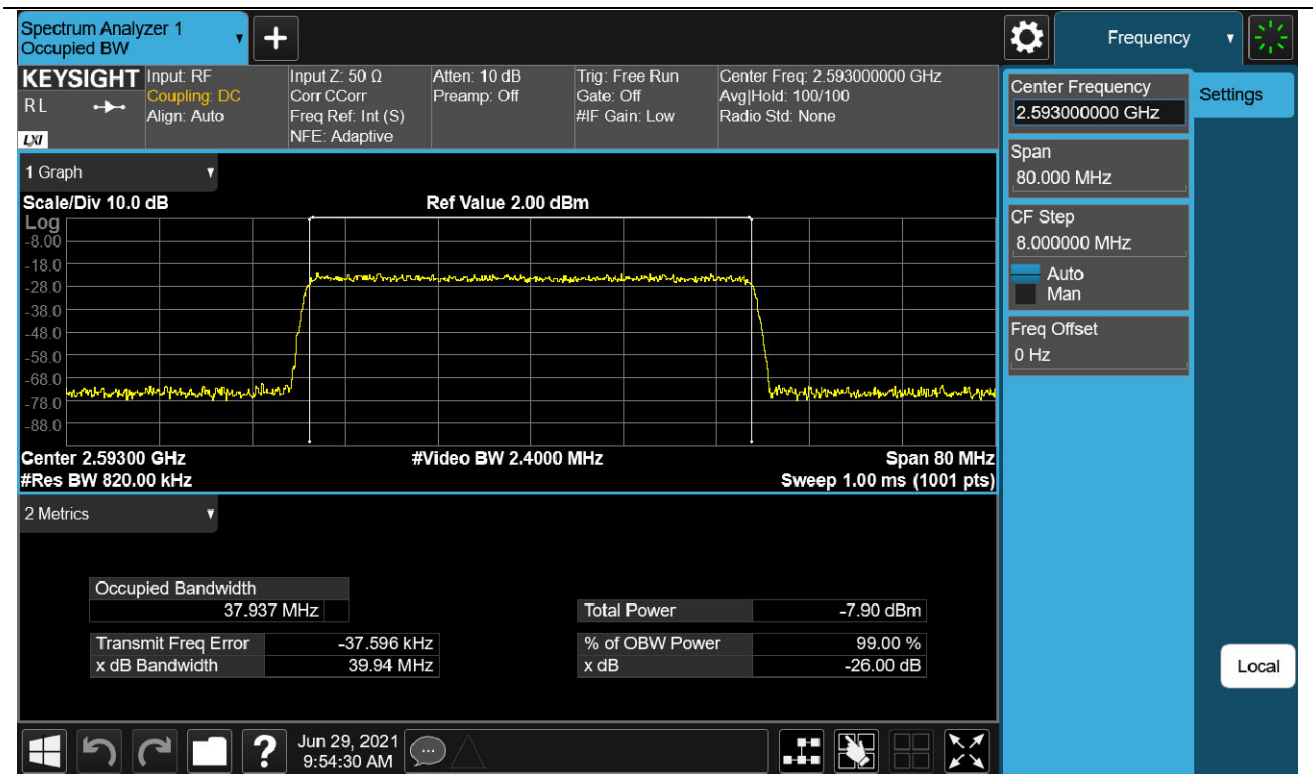 Spectrum Analyzer 1
Occupied BW
Frequency
KEYSIGHT
R L
LXI
Input: RF
Coupling: DC
Align: Auto
Input Z: 50 Ω
Corr CCorr
Freq Ref: Int (S)
NFE: Adaptive
Atten: 10 dB
Preamp: Off
Trig: Free Run
Gate: Off
#IF Gain: Low
Center Freq: 2.593000000 GHz
Avg|Hold: 100/100
Radio Std: None
Center Frequency
2.593000000 GHz
Settings
Span
80.000 MHz
CF Step
8.000000 MHz
Auto
Man
Freq Offset
0 Hz
1 Graph
Scale/Div 10.0 dB
Ref Value 2.00 dBm
Log
-8.00
-18.0
-28.0
-38.0
-48.0
-58.0
-68.0
-78.0
-88.0
Center 2.59300 GHz
#Video BW 2.4000 MHz
Span 80 MHz
#Res BW 820.00 kHz
Sweep 1.00 ms (1001 pts)
2 Metrics
Occupied Bandwidth
37.937 MHz
Total Power -7.90 dBm
Transmit Freq Error -37.596 kHz
% of OBW Power 99.00 %
x dB Bandwidth 39.94 MHz
x dB -26.00 dB
Local
?
Jun 29, 2021
9:54:30 AM